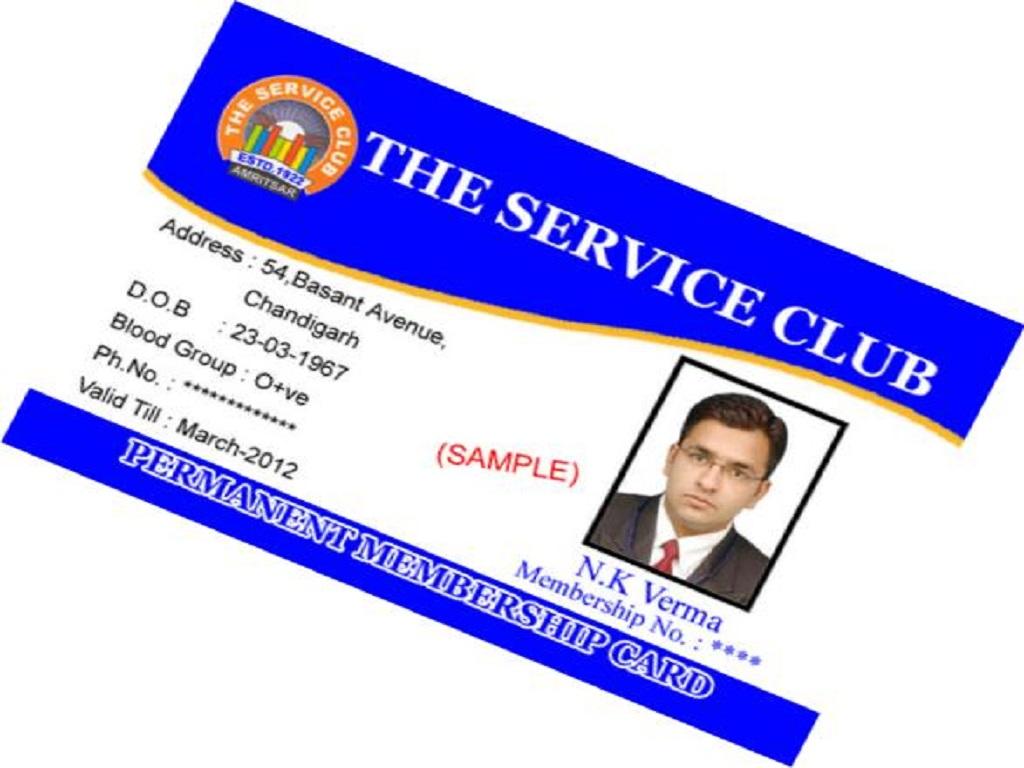 THE SERVICE CLUB
ESTD.1922
AMRITSAR
THE SERVICE CLUB
Address : 54,Basant Avenue,
Chandigarh
D.O.B : 23-03-1967
Blood Group : O+ve
Ph.No. : *************
Valid Till : March-2012
(SAMPLE)
N.K Verma
Membership No. : ****
PERMANENT MEMBERSHIP CARD